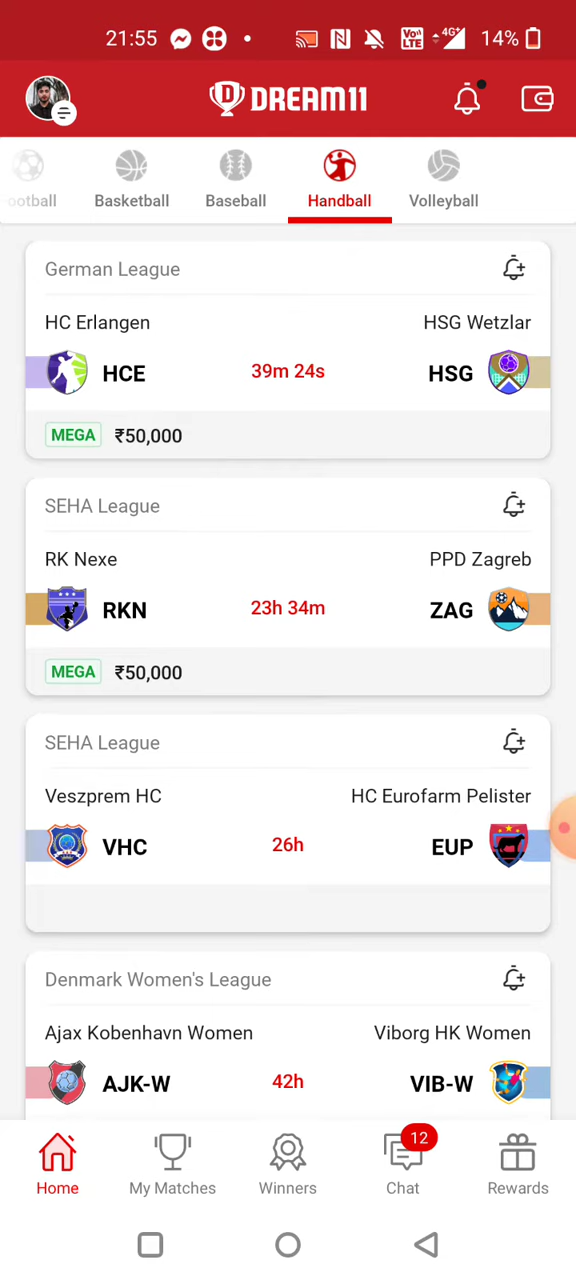 21:55 Vo)) LTE 4G+ 14%
DREAM11
ootball Basketball Baseball Handball Volleyball
German League
HC Erlangen HSG Wetzlar
HCE 39m 24s HSG
MEGA ₹50,000
SEHA League
RK Nexe PPD Zagreb
RKN 23h 34m ZAG
MEGA ₹50,000
SEHA League
Veszprem HC HC Eurofarm Pelister
VHC 26h EUP
Denmark Women's League
Ajax Kobenhavn Women Viborg HK Women
AJK-W 42h VIB-W
12
Home My Matches Winners Chat Rewards